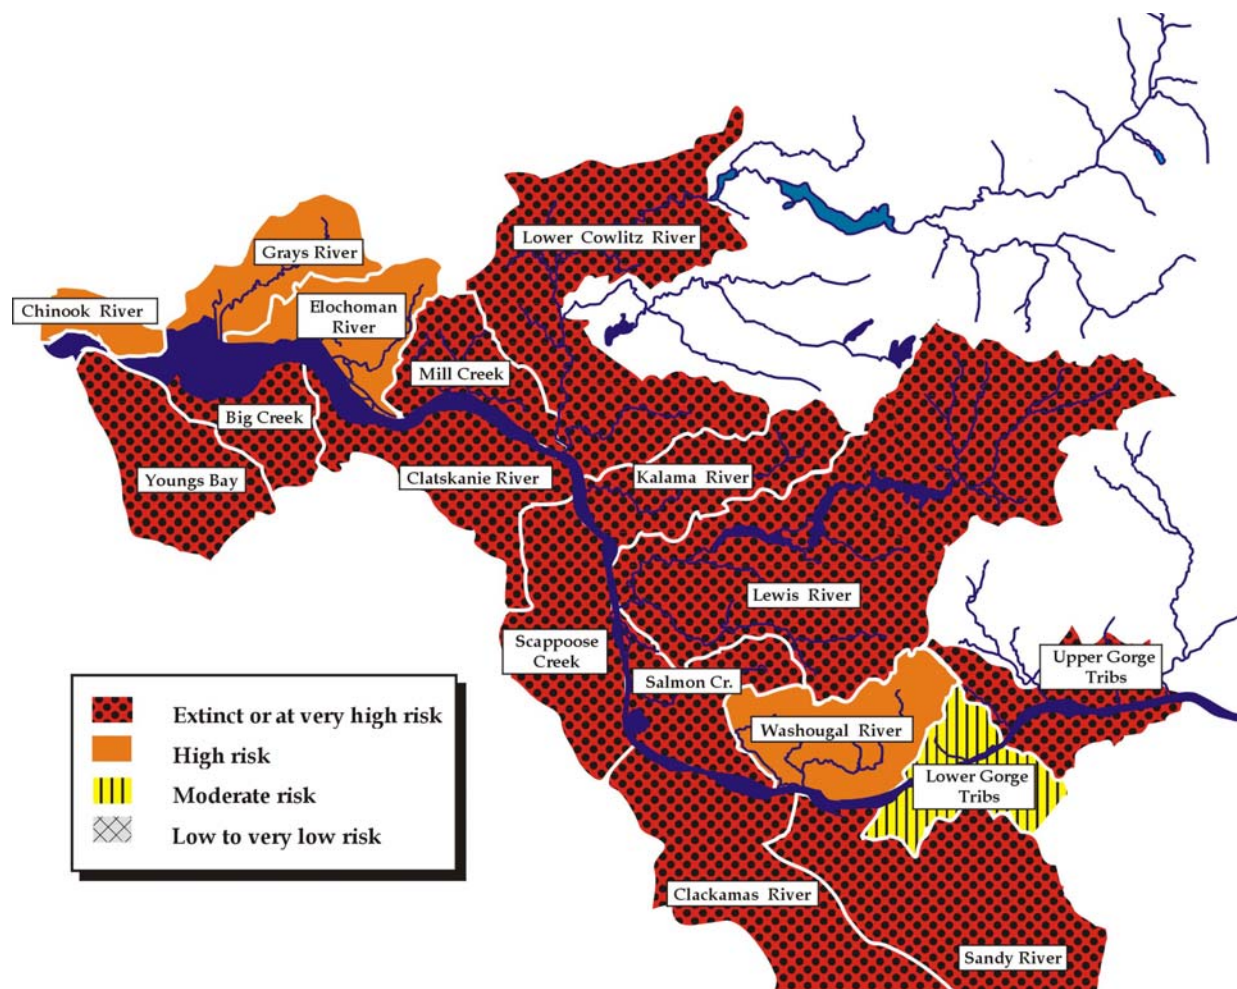 Lower Cowlitz River
Grays River
Chinook River
Elochoman
River
Mill Creek
Big Creek
Youngs Bay
Clatskanie River
Kalama River
Lewis River
Scappoose
Creek
Salmon Cr.
Upper Gorge
Tribs
Washougal River
Lower Gorge
Tribs
Clackamas River
Sandy River
Extinct or at very high risk
High risk
Moderate risk
Low to very low risk